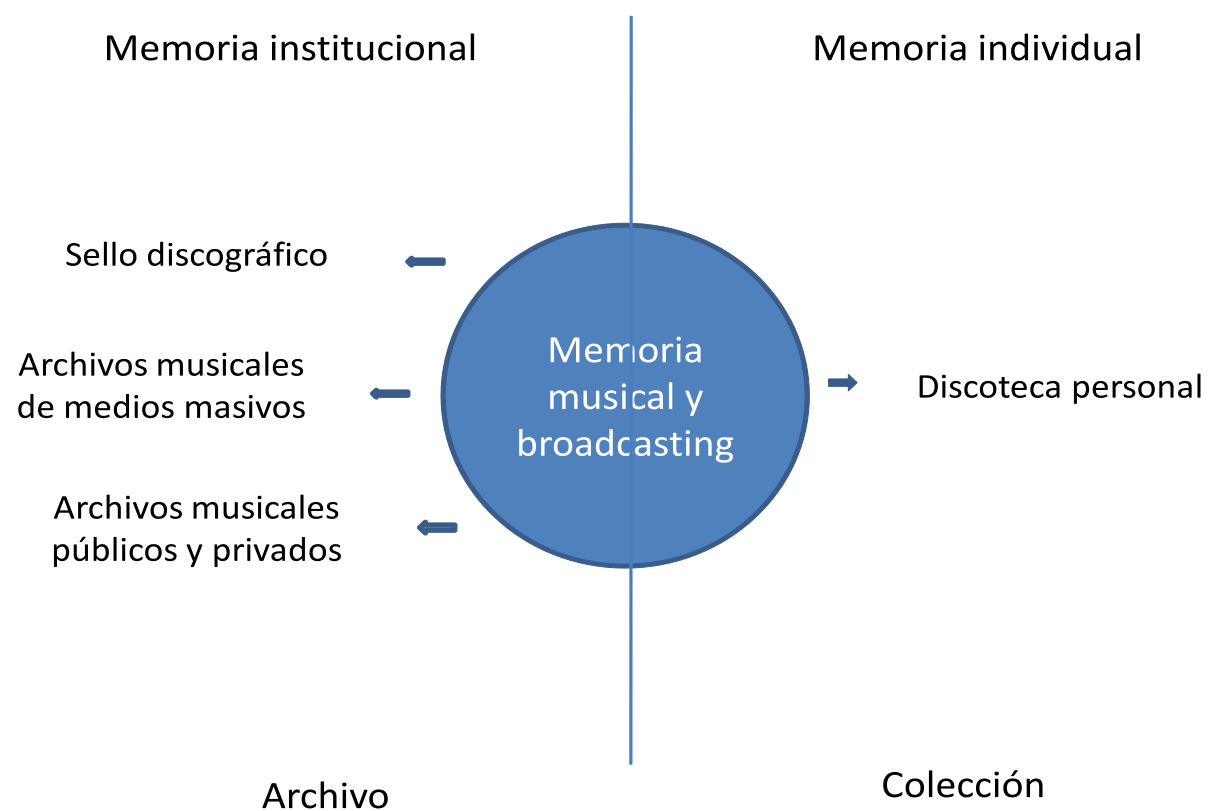 Memoria institucional
Memoria individual
Sello discográfico
Archivos musicales
de medios masivos
Archivos musicales
públicos y privados
Memoria
musical y
broadcasting
Discoteca personal
Archivo
Colección